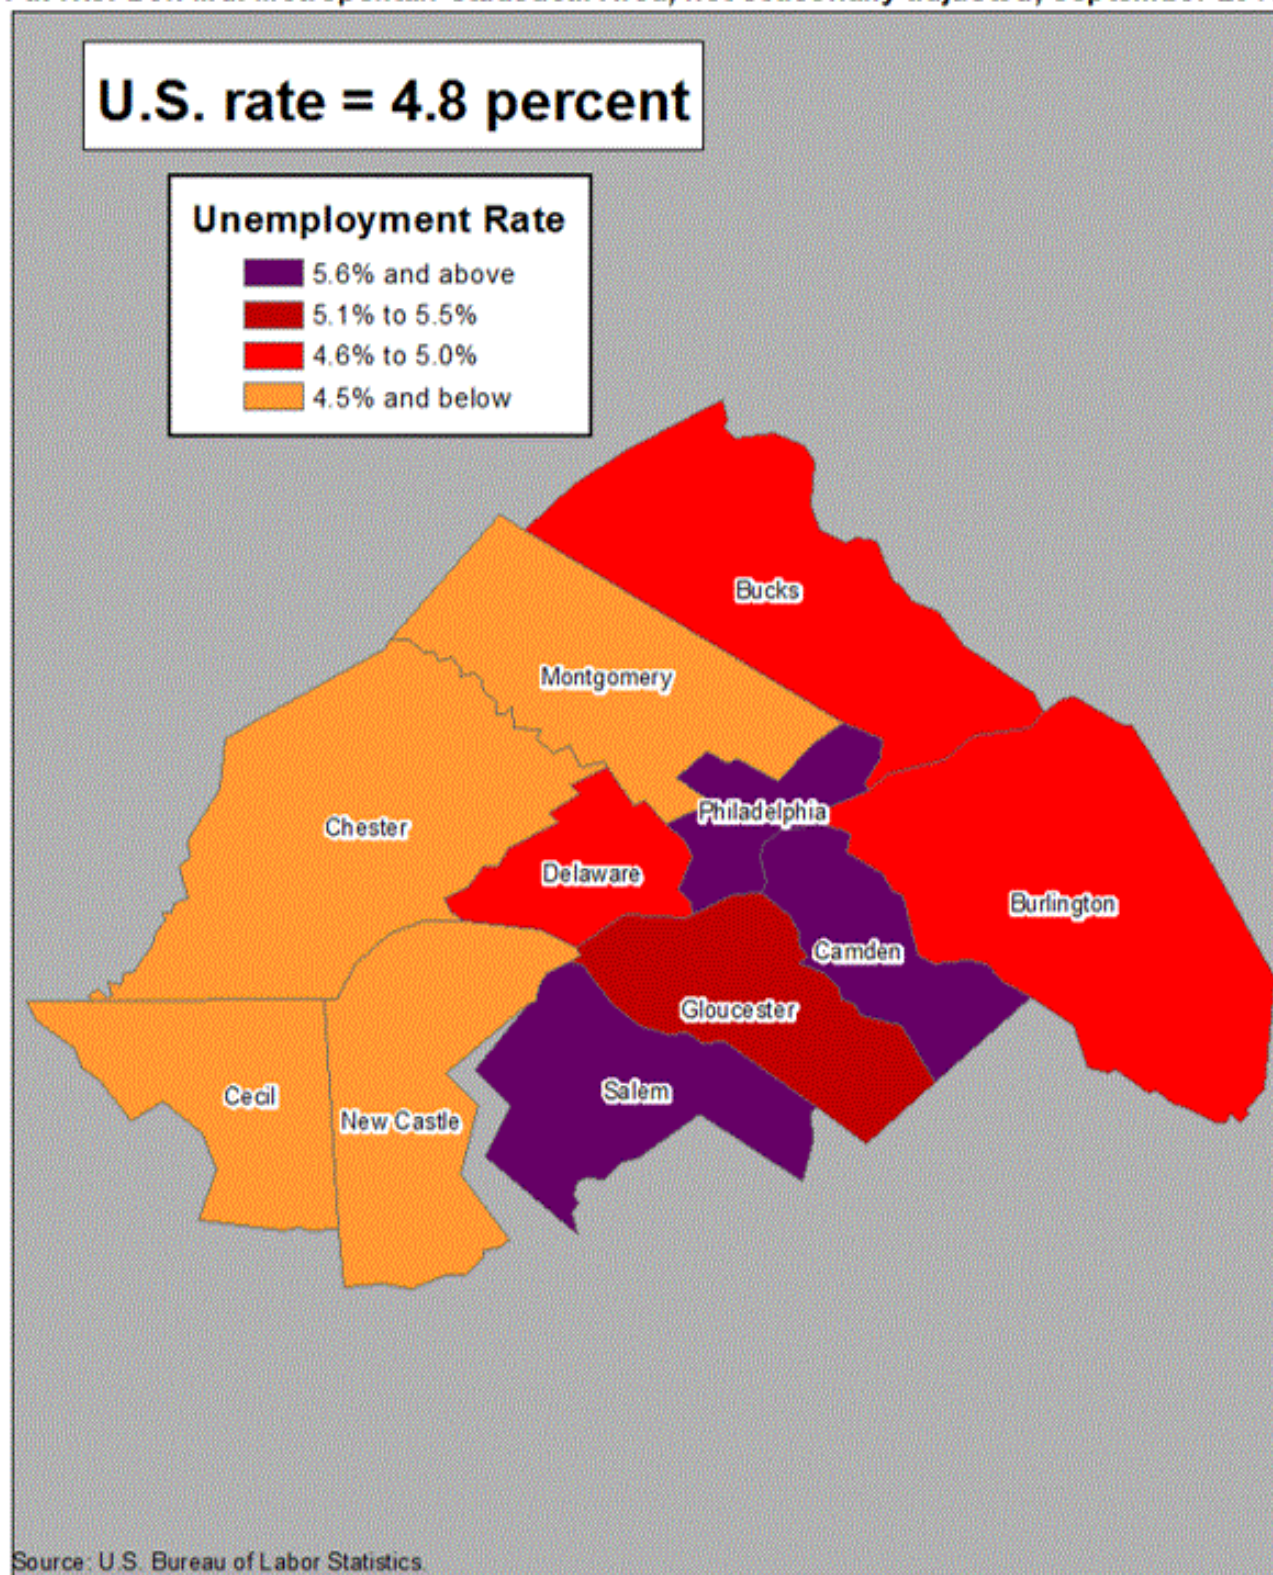 U.S. rate = 4.8 percent
Unemployment Rate
5.6% and above
5.1% to 5.5%
4.6% to 5.0%
4.5% and below
Bucks
Montgomery
Philadelphia
Chester
Delaware
Burlington
Camden
Gloucester
Salem
Cecil
New Castle
Source: U.S. Bureau of Labor Statistics.